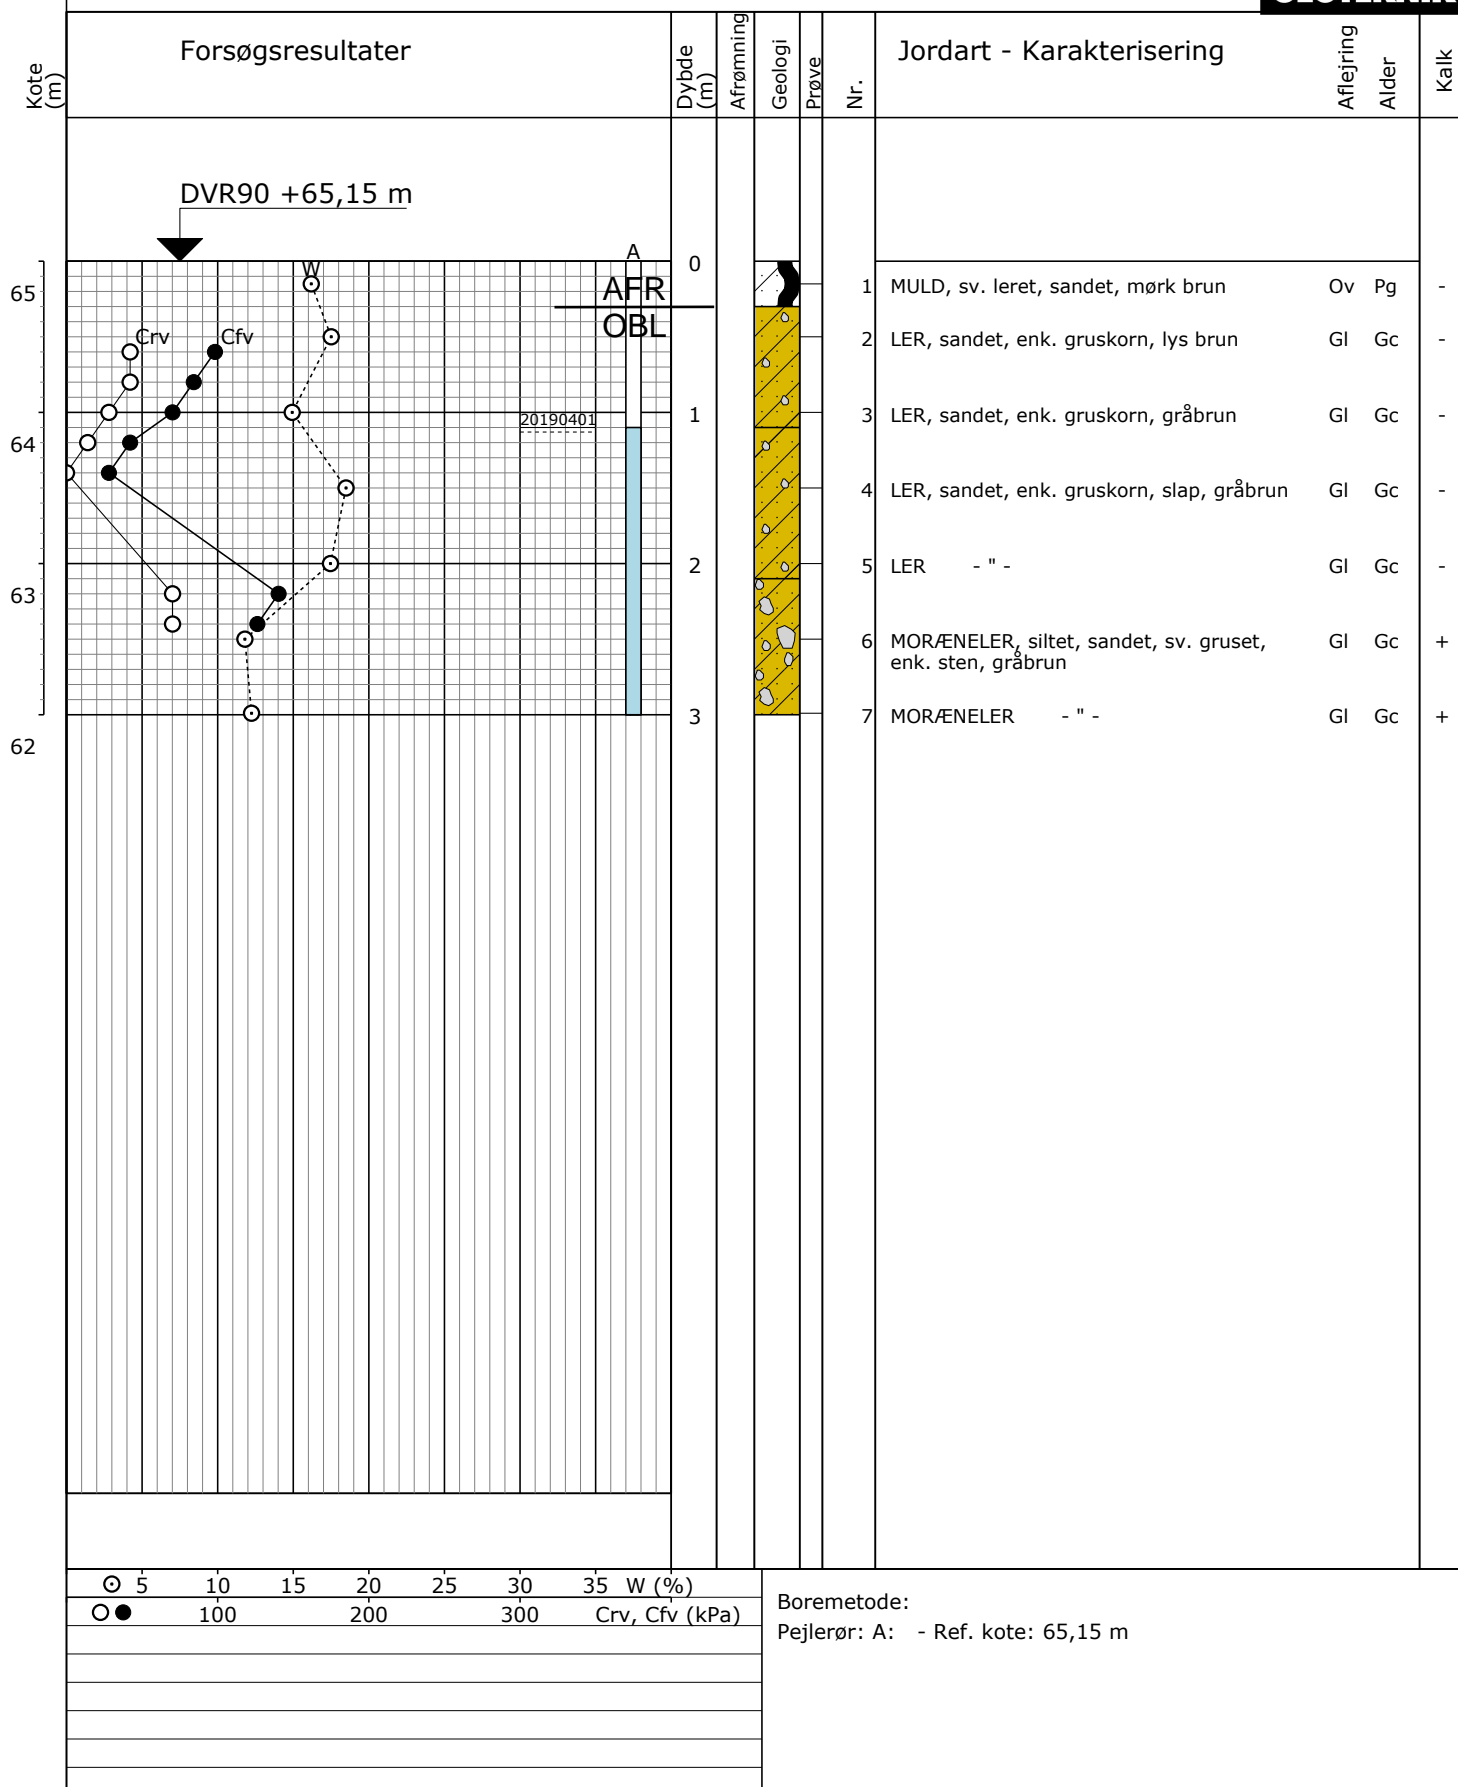 Kote (m)
Forsøgsresultater
Dybde (m)
Afrømning
Geologi
Prøve
Nr.
Jordart - Karakterisering
Aflejring
Alder
Kalk
DVR90 +65,15 m
A
W
0
AFR
65
1 MULD, sv. leret, sandet, mørk brun Ov Pg -
OBL
Crv
Cfv
2 LER, sandet, enk. gruskorn, lys brun Gl Gc -
20190401
1
3 LER, sandet, enk. gruskorn, gråbrun Gl Gc -
64
4 LER, sandet, enk. gruskorn, slap, gråbrun Gl Gc -
2
5 LER - " - Gl Gc -
63
6 MORÆNELER, siltet, sandet, sv. gruset, Gl Gc +
enk. sten, gråbrun
3
7 MORÆNELER - " - Gl Gc +
62
5 10 15 20 25 30 35 W (%)
100 200 300 Crv, Cfv (kPa)
Boremetode:
Pejlerør: A: - Ref. kote: 65,15 m